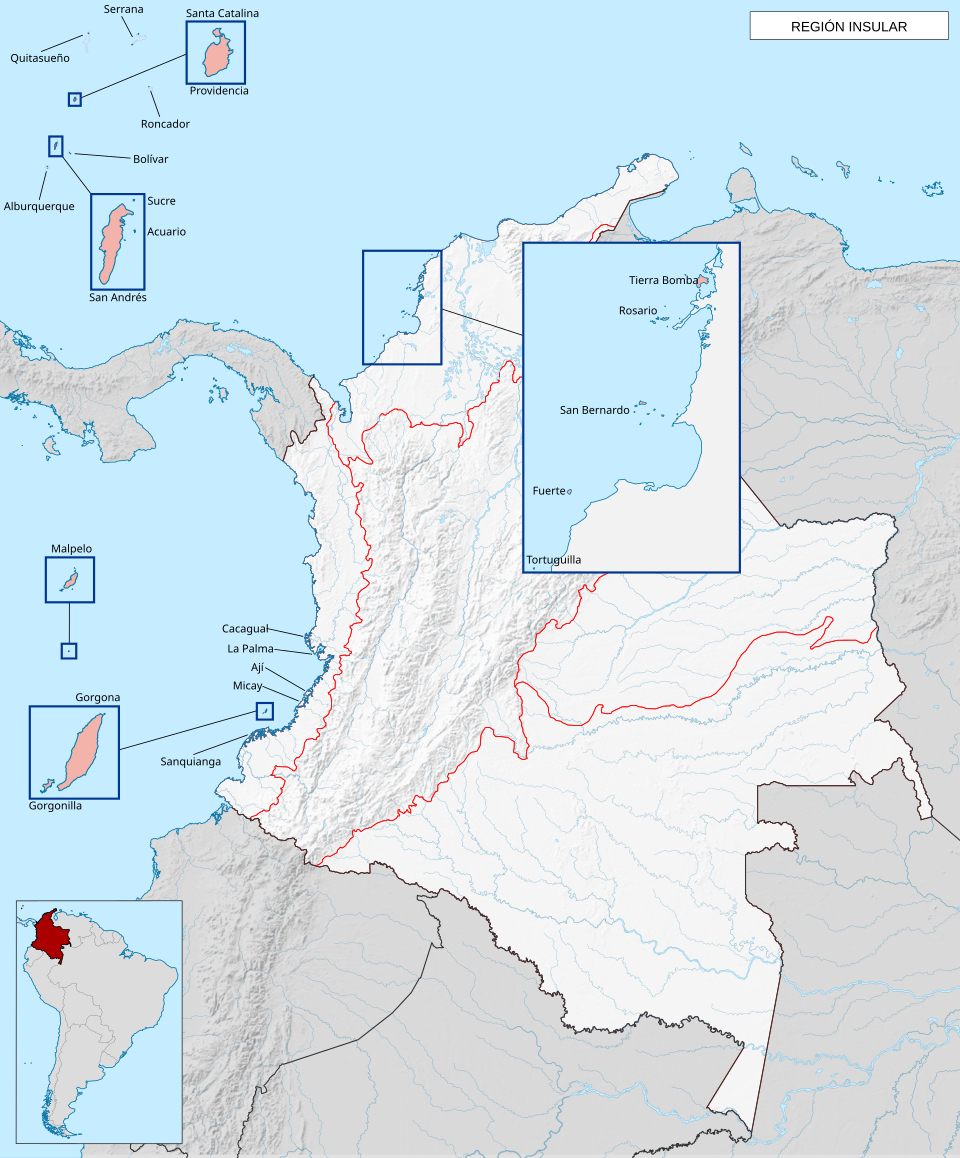 Serrana
Santa Catalina
REGIÓN INSULAR
Quitasueño
Providencia
Roncador
Bolívar
Alburquerque
Sucre
Acuario
San Andrés
Tierra Bomba
Rosario
San Bernardo
Fuerte
Tortuguilla
Malpelo
Cacagual
La Palma
Ají
Micay
Gorgona
Sanquianga
Gorgonilla